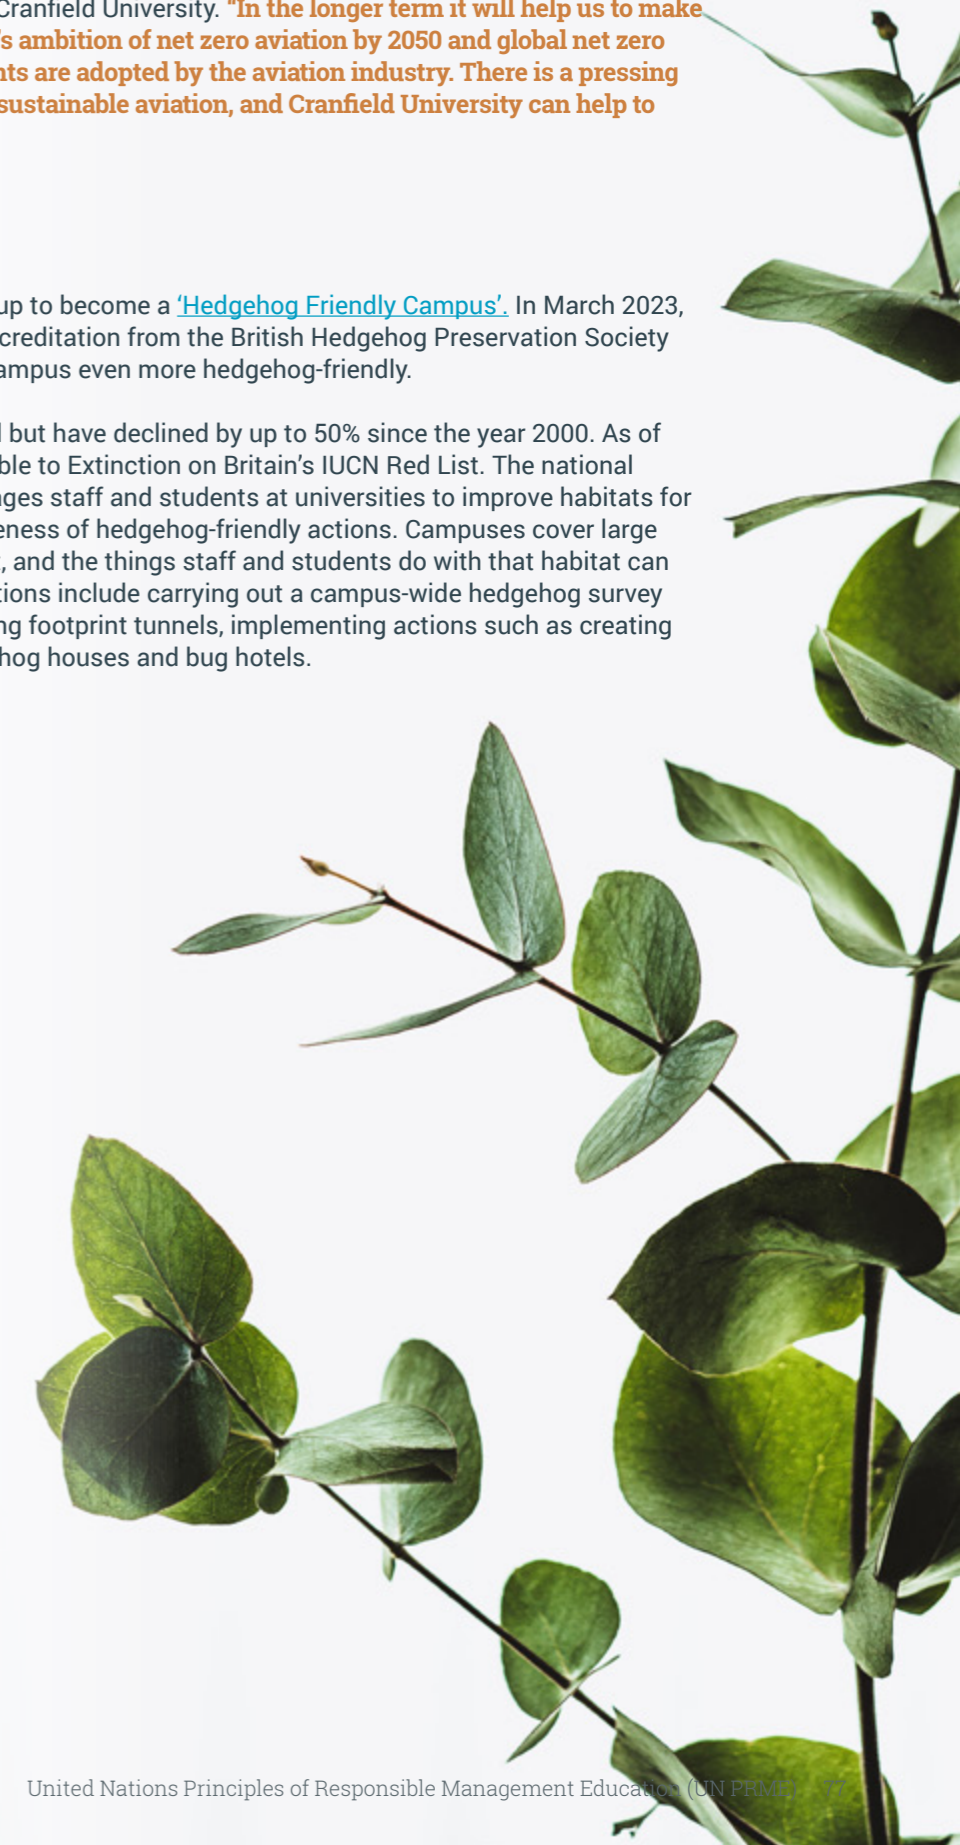 Cranfield University. “In the longer term it will help us to make
’s ambition of net zero aviation by 2050 and global net zero
nts are adopted by the aviation industry. There is a pressing
sustainable aviation, and Cranfield University can help to
up to become a ‘Hedgehog Friendly Campus’. In March 2023,
creditation from the British Hedgehog Preservation Society
ampus even more hedgehog-friendly.
but have declined by up to 50% since the year 2000. As of
ble to Extinction on Britain’s IUCN Red List. The national
ges staff and students at universities to improve habitats for
eness of hedgehog-friendly actions. Campuses cover large
, and the things staff and students do with that habitat can
tions include carrying out a campus-wide hedgehog survey
ng footprint tunnels, implementing actions such as creating
hog houses and bug hotels.
United Nations Principles of Responsible Management Education (UN PRME) 77